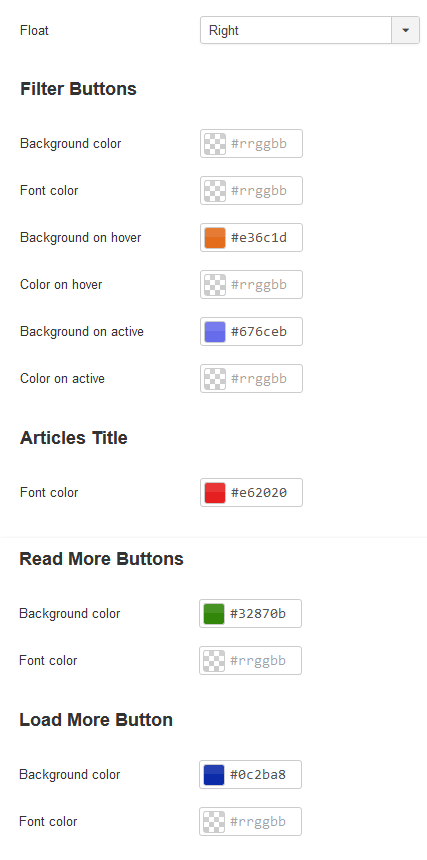 Float Right
Filter Buttons
Background color #rrggbb
Font color #rrggbb
Background on hover #e36c1d
Color on hover #rrggbb
Background on active #676ceb
Color on active #rrggbb
Articles Title
Font color #e62020
Read More Buttons
Background color #32870b
Font color #rrggbb
Load More Button
Background color #0c2ba8
Font color #rrggbb